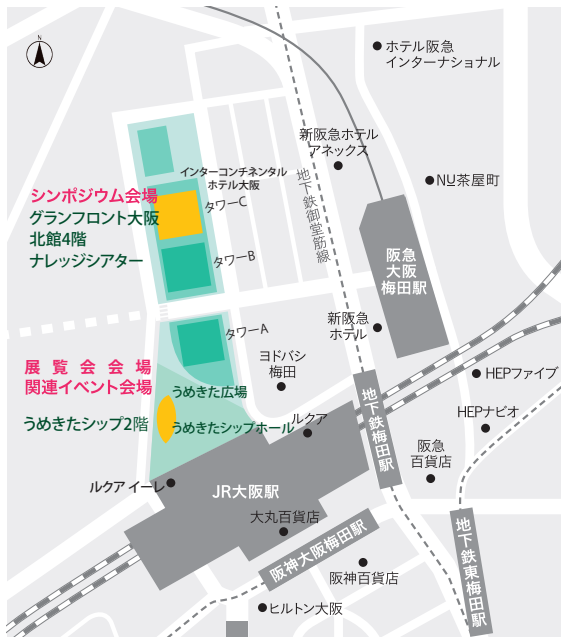 N
ホテル阪急
インターナショナル
新阪急ホテル
アネックス
インターコンチネンタル
ホテル大阪
NU茶屋町
シンポジウム会場
グランフロント大阪
北館4階
ナレッジシアター
タワーC
地下鉄御堂筋線
タワーB
阪急
大阪
梅田駅
タワーA
新阪急
ホテル
ヨドバシ
梅田
展覧会会場
関連イベント会場
うめきた広場
HEPファイブ
地下鉄梅田駅
うめきたシップ2階
うめきたシップホール
ルクア
HEPナビオ
阪急
百貨店
ルクア イーレ
JR大阪駅
大丸百貨店
阪神大阪梅田駅
地下鉄東梅田駅
阪神百貨店
ヒルトン大阪